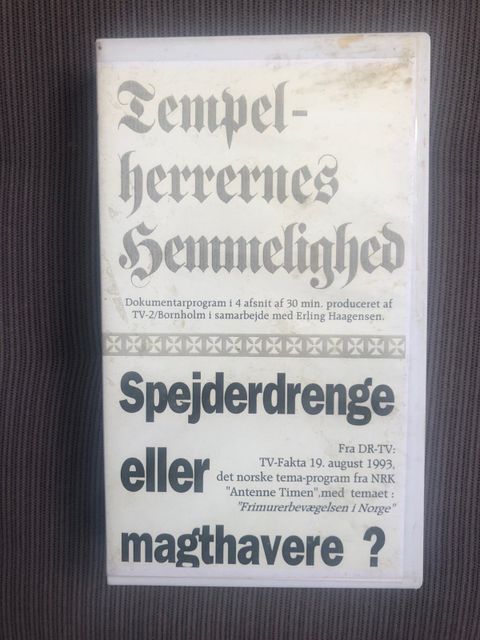 Tempel-
herrernes
Hemmelighed
Dokumentarprogram i 4 afsnit af 30 min. produceret af
TV-2/Bornholm i samarbejde med Erling Haagensen.
Spejderdrenge
eller
magthavere ?
Fra DR-TV:
TV-Fakta 19. august 1993,
det norske tema-program fra NRK
"Antenne Timen",med temaet :
"Frimurerbevægelsen i Norge"